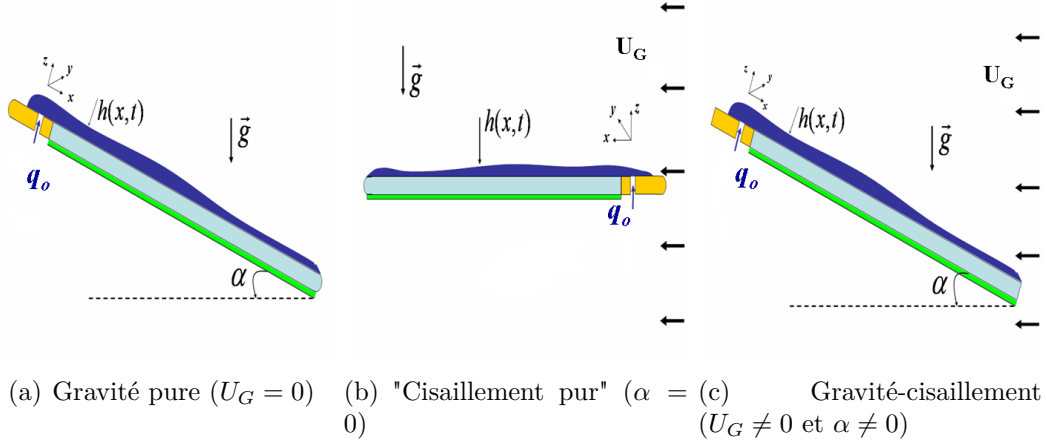 z
y
x
h(x,t)
g
q_o
α
U_G
g
h(x,t)
z
y
x
q_o
U_G
z
y
x
h(x,t)
g
q_o
α
(a) Gravité pure (U_G = 0)
(b) "Cisaillement pur" (α =
0)
(c) Gravité-cisaillement
(U_G ≠ 0 et α ≠ 0)